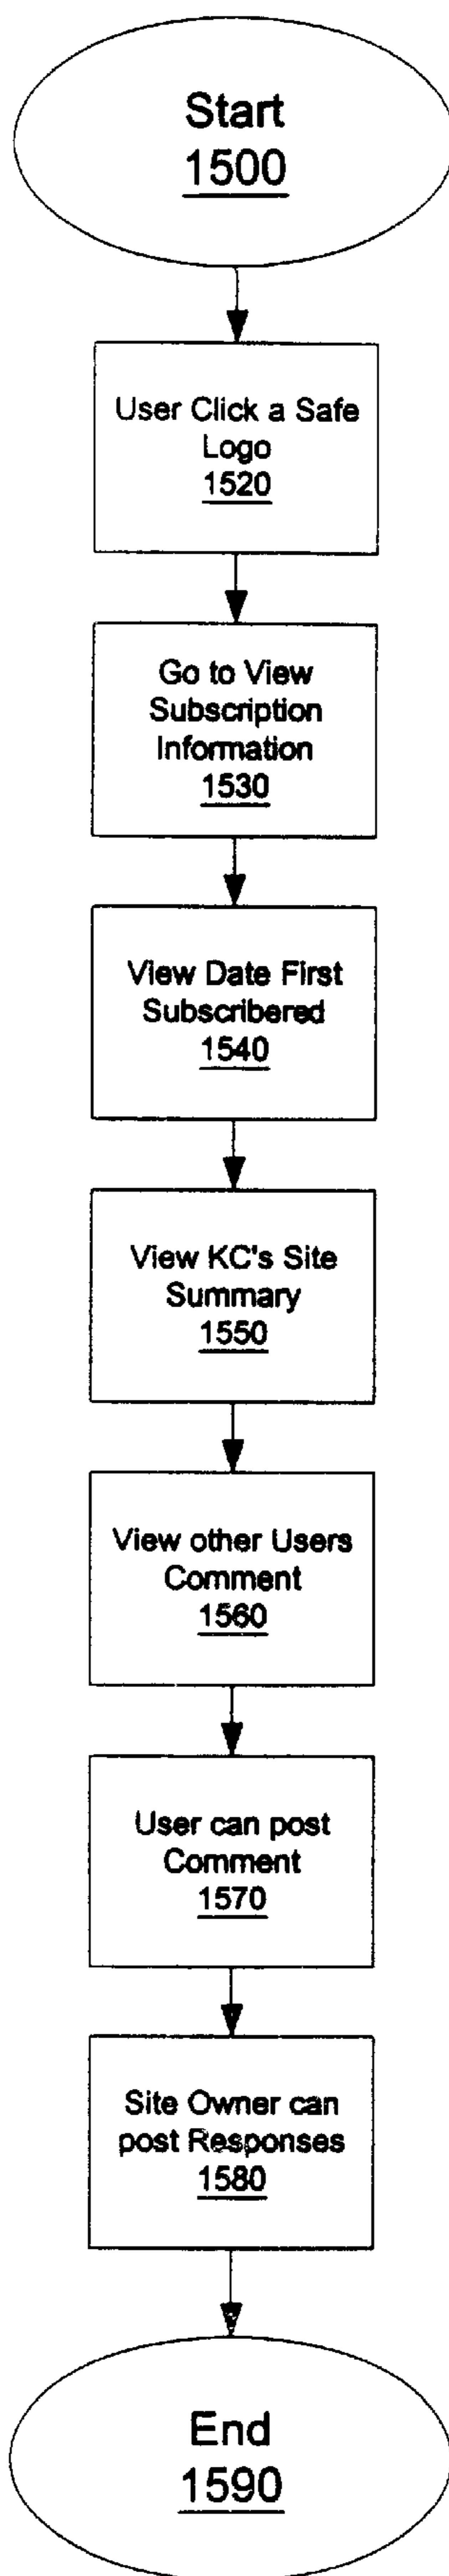 Start
1500
User Click a Safe
Logo
1520
Go to View
Subscription
Information
1530
View Date First
Subscribered
1540
View KC's Site
Summary
1550
View other Users
Comment
1560
User can post
Comment
1570
Site Owner can
post Responses
1580
End
1590